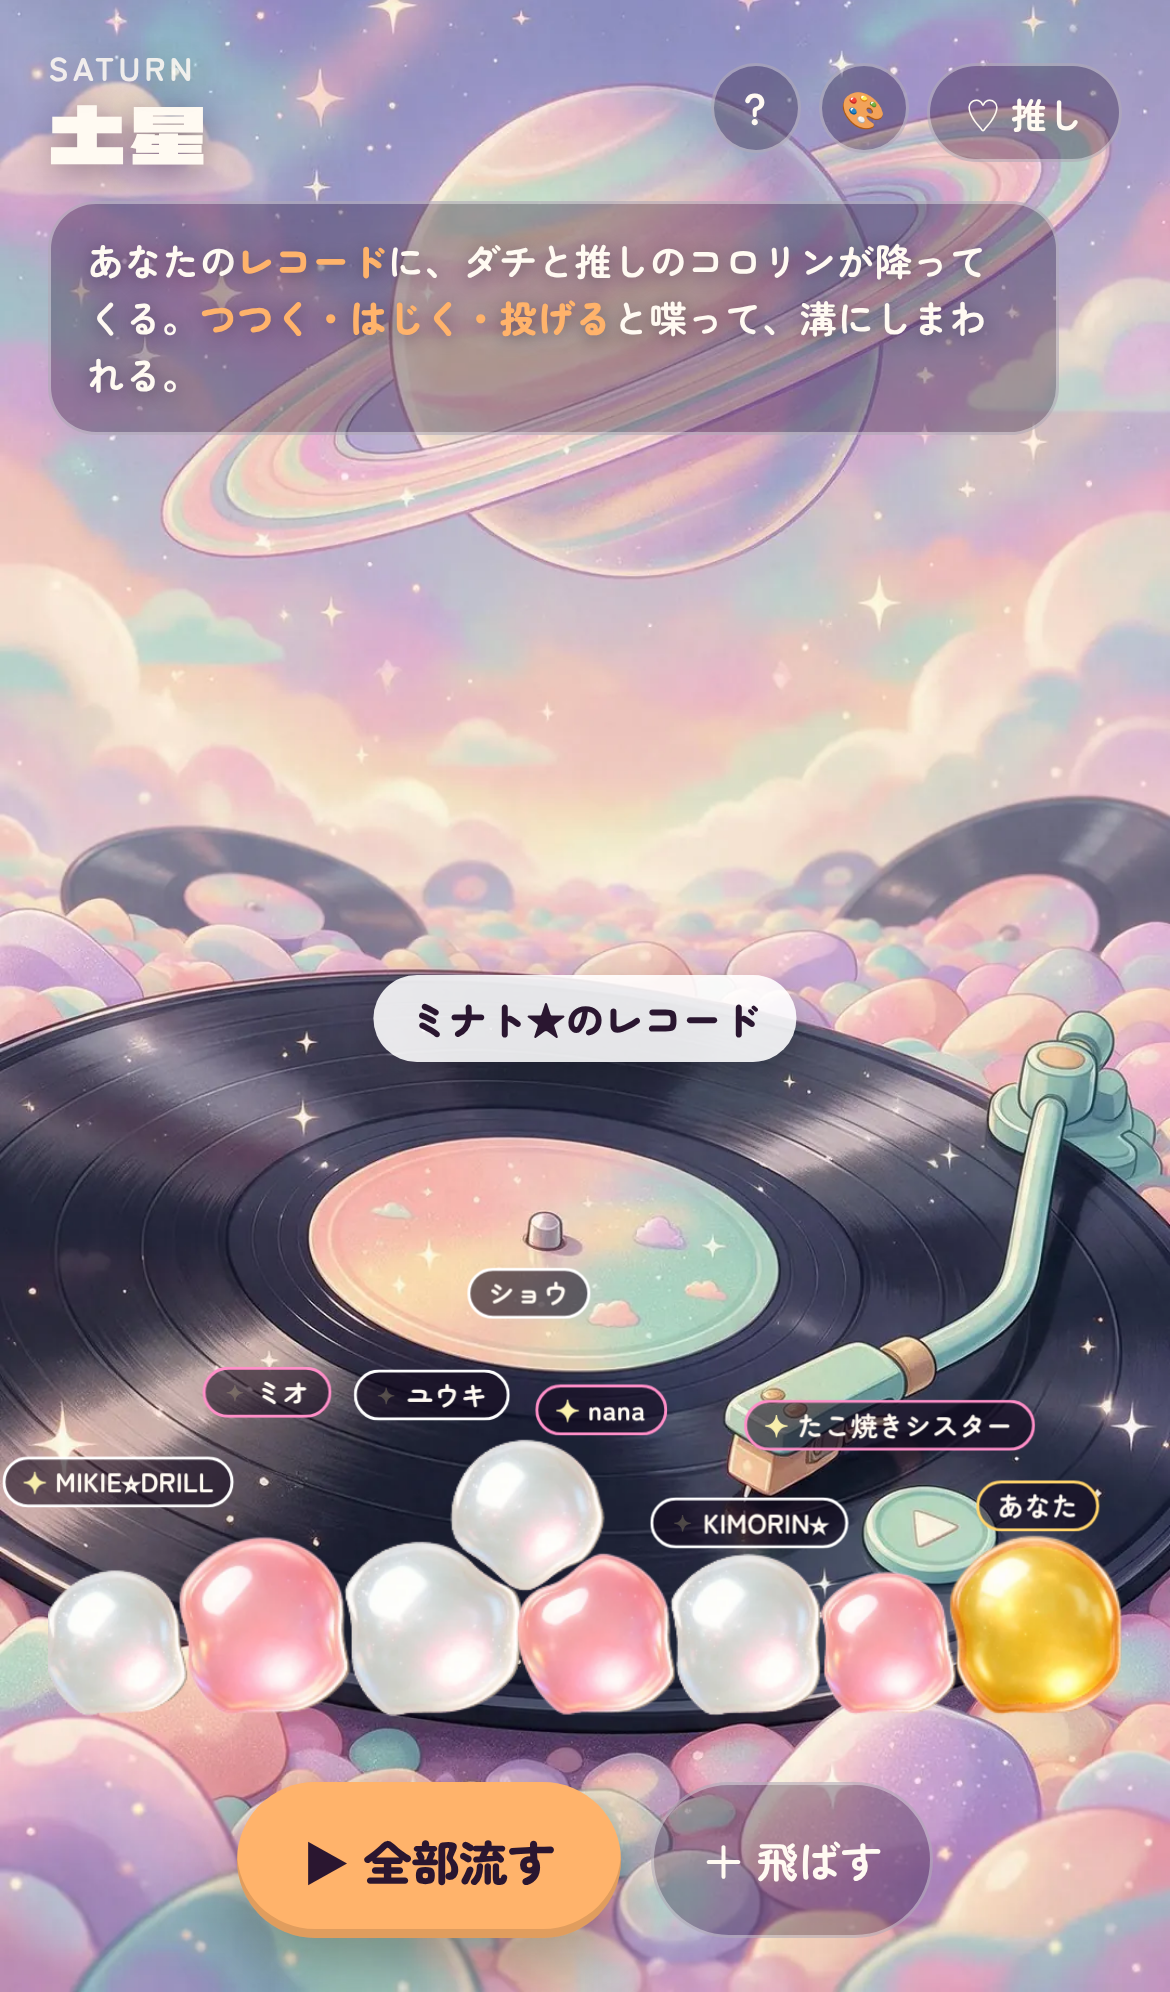 SATURN
土星
?
♡ 推し
あなたのレコードに、ダチと推しのコロリンが降って
くる。つつく・はじく・投げると喋って、溝にしまわ
れる。
ミナト★のレコード
ショウ
ミオ
ユウキ
nana
たこ焼きシスター
MIKIE★DRILL
KIMORIN★
あなた
▶ 全部流す
＋ 飛ばす